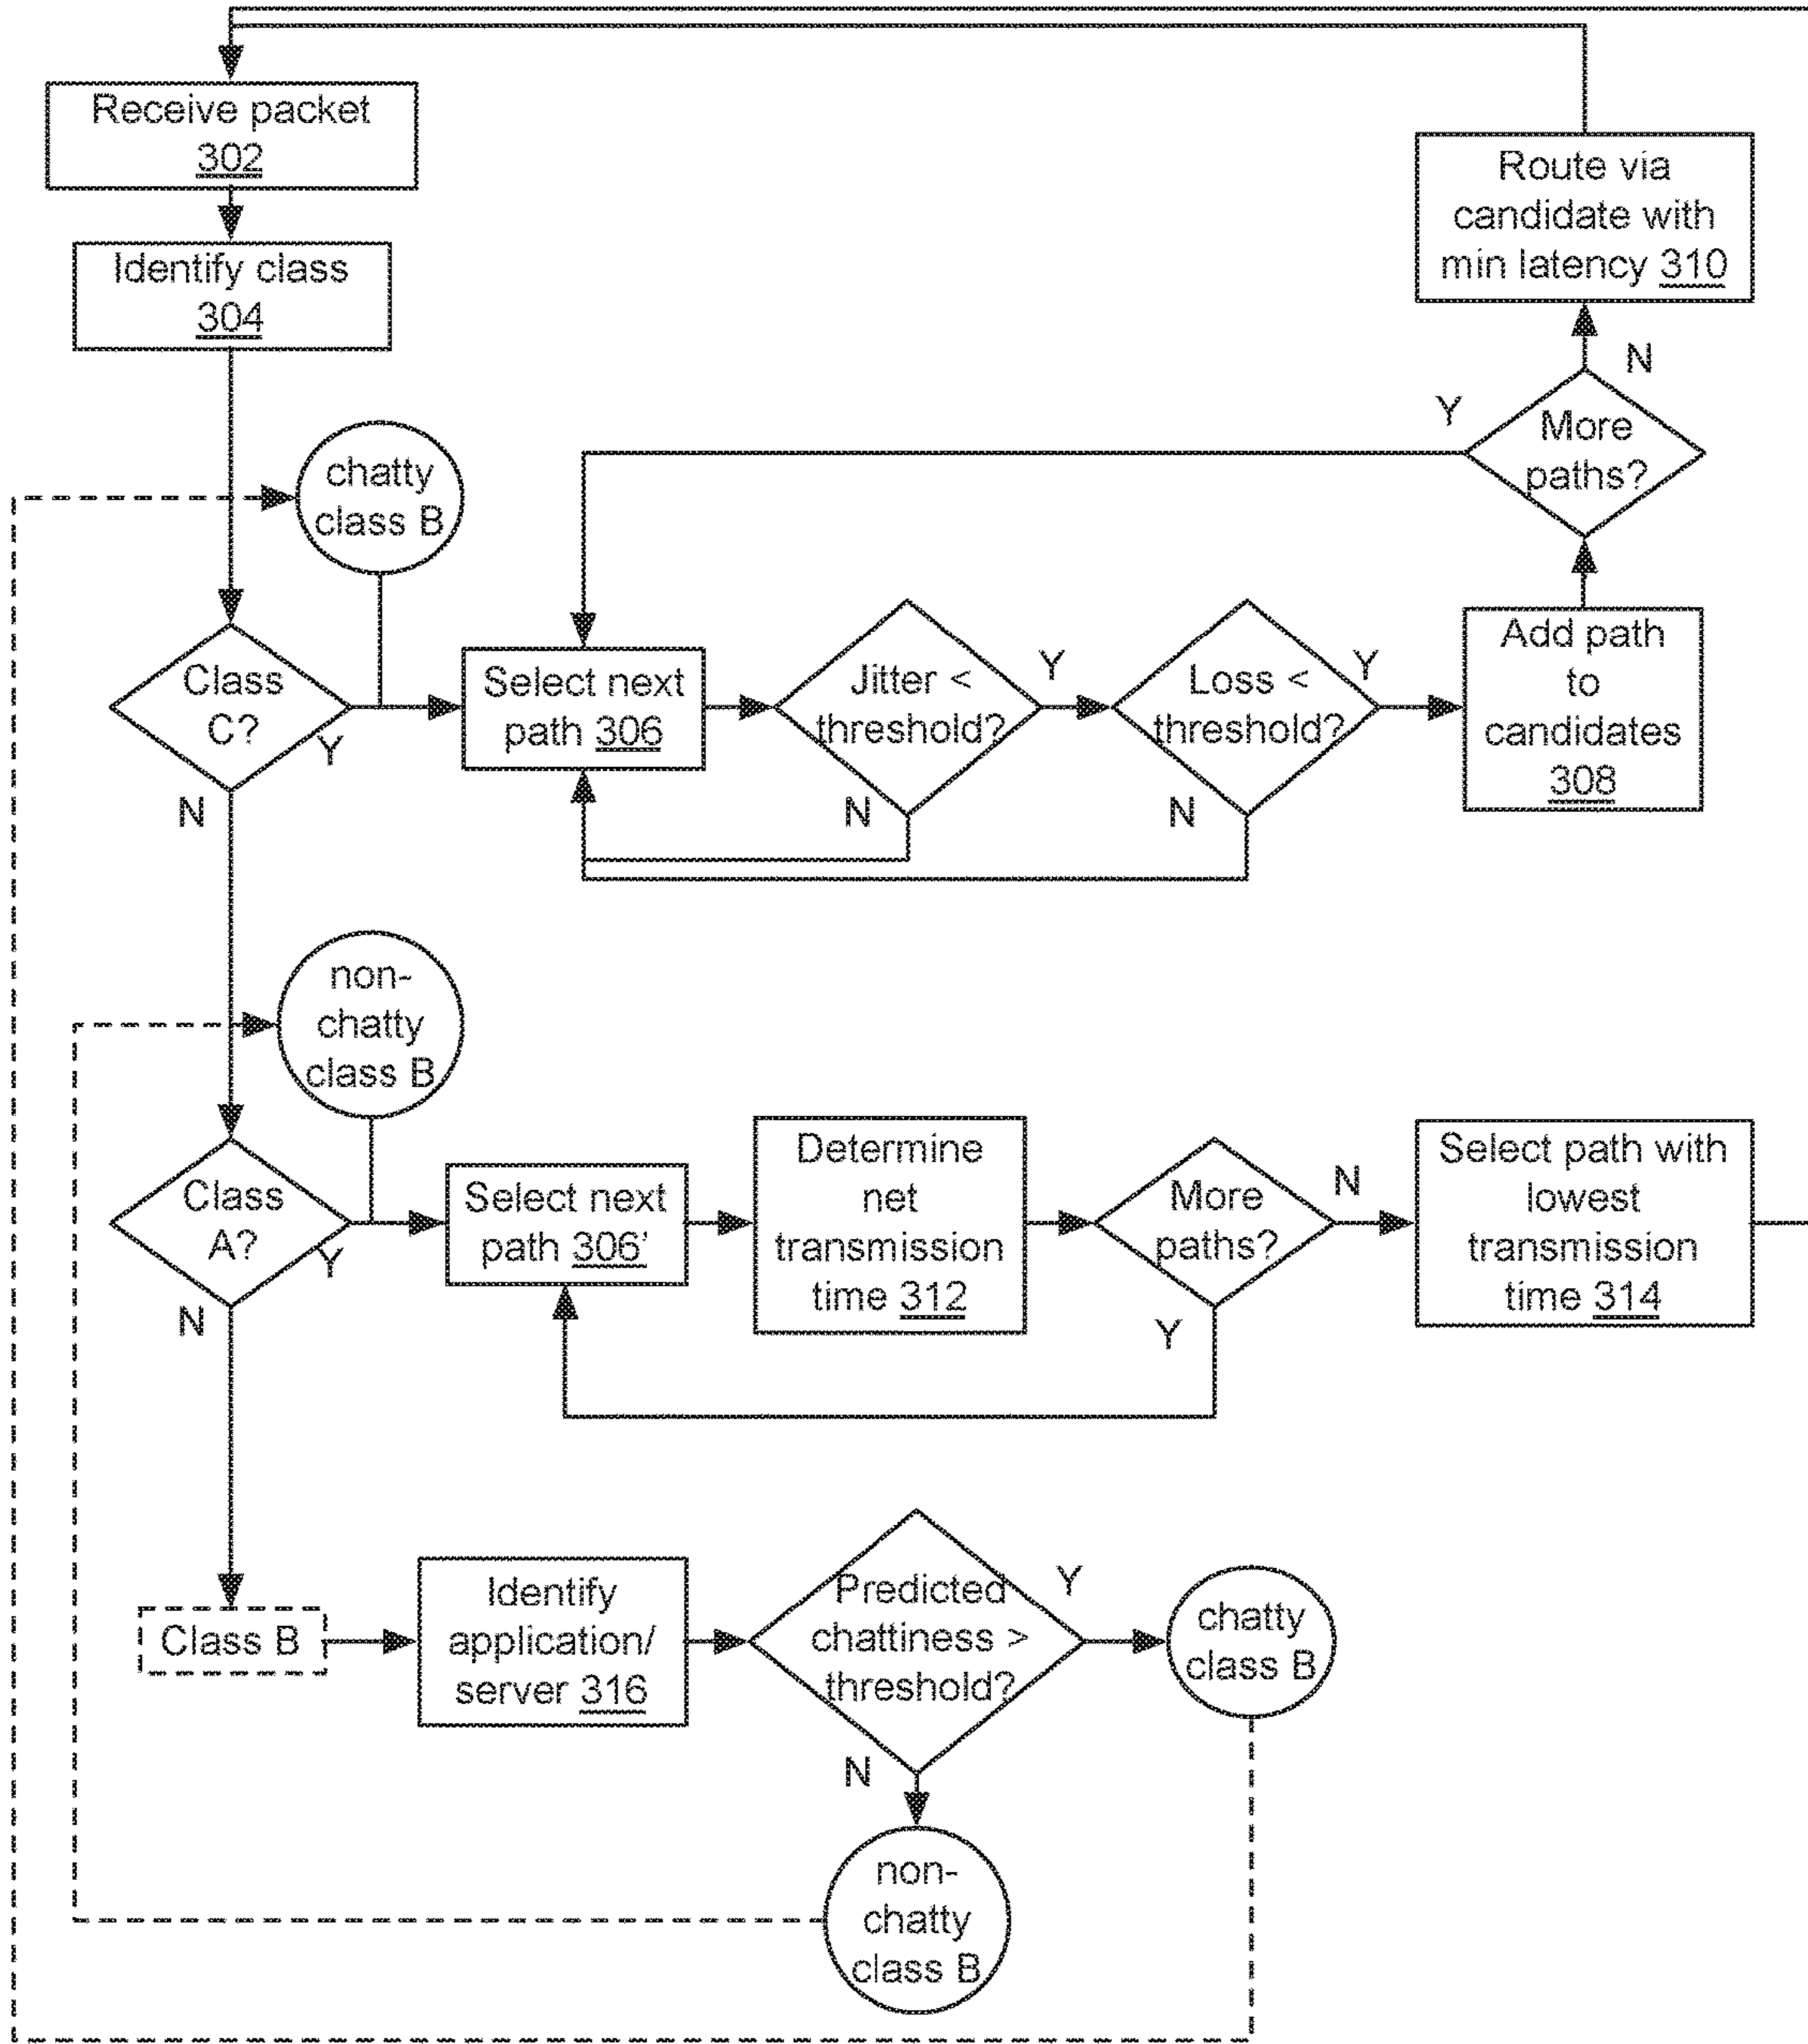 Receive packet
302
Identify class
304
Route via
candidate with
min latency 310
N
Y
More
paths?
chatty
class B
Class
C?
Y
N
Select next
path 306
Jitter <
threshold?
Y
N
Loss <
threshold?
Y
N
Add path
to
candidates
308
non-
chatty
class B
Class
A?
Y
N
Select next
path 306'
Determine
net
transmission
time 312
More
paths?
N
Y
Select path with
lowest
transmission
time 314
Class B
Identify
application/
server 316
Predicted
chattiness >
threshold?
Y
N
chatty
class B
non-
chatty
class B